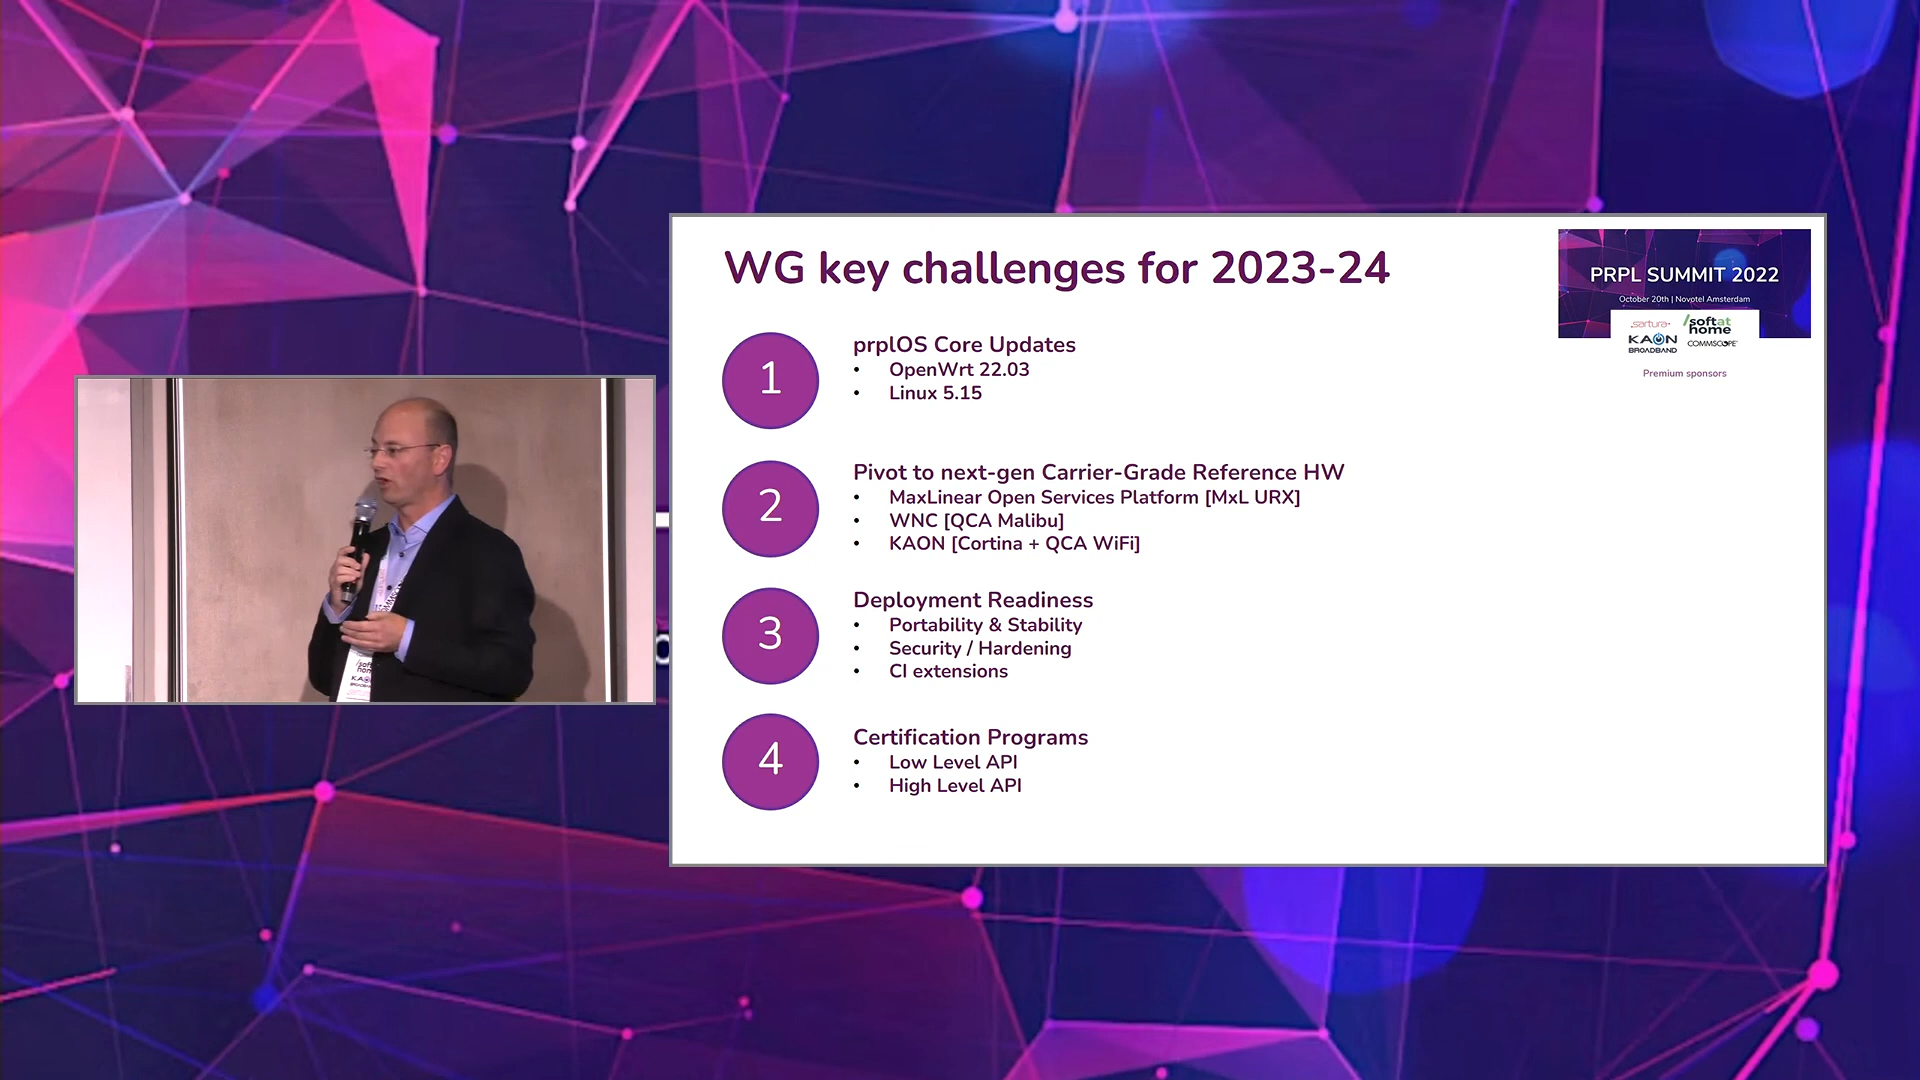 WG key challenges for 2023-24
PRPL SUMMIT 2022
October 20th | Novotel Amsterdam
sartura
/softathome
KAON BROADBAND
COMMSCOPE
Premium sponsors
1
prplOS Core Updates
• OpenWrt 22.03
• Linux 5.15
2
Pivot to next-gen Carrier-Grade Reference HW
• MaxLinear Open Services Platform [MxL URX]
• WNC [QCA Malibu]
• KAON [Cortina + QCA WiFi]
3
Deployment Readiness
• Portability & Stability
• Security / Hardening
• CI extensions
4
Certification Programs
• Low Level API
• High Level API